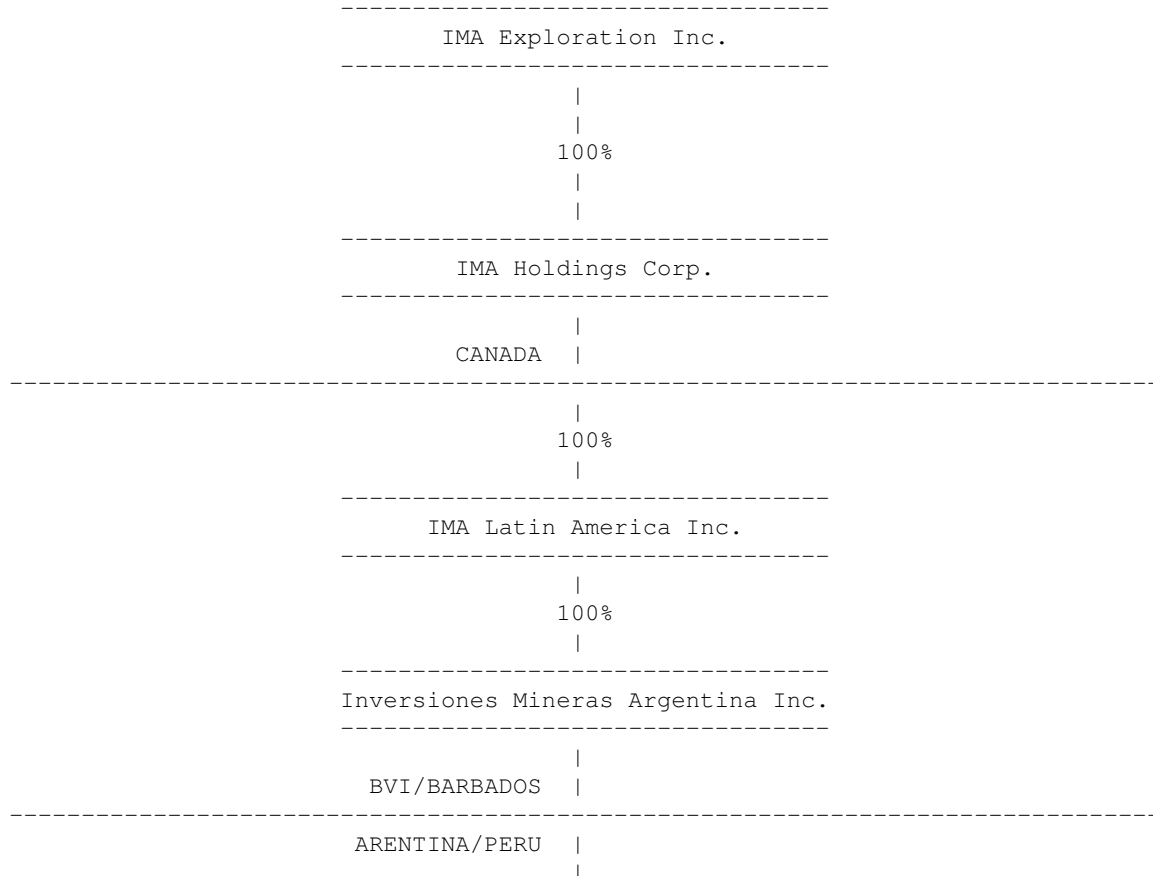 IMA Exploration Inc.
100%
IMA Holdings Corp.
CANADA
100%
IMA Latin America Inc.
100%
Inversiones Mineras Argentina Inc.
BVI/BARBADOS
ARENTINA/PERU